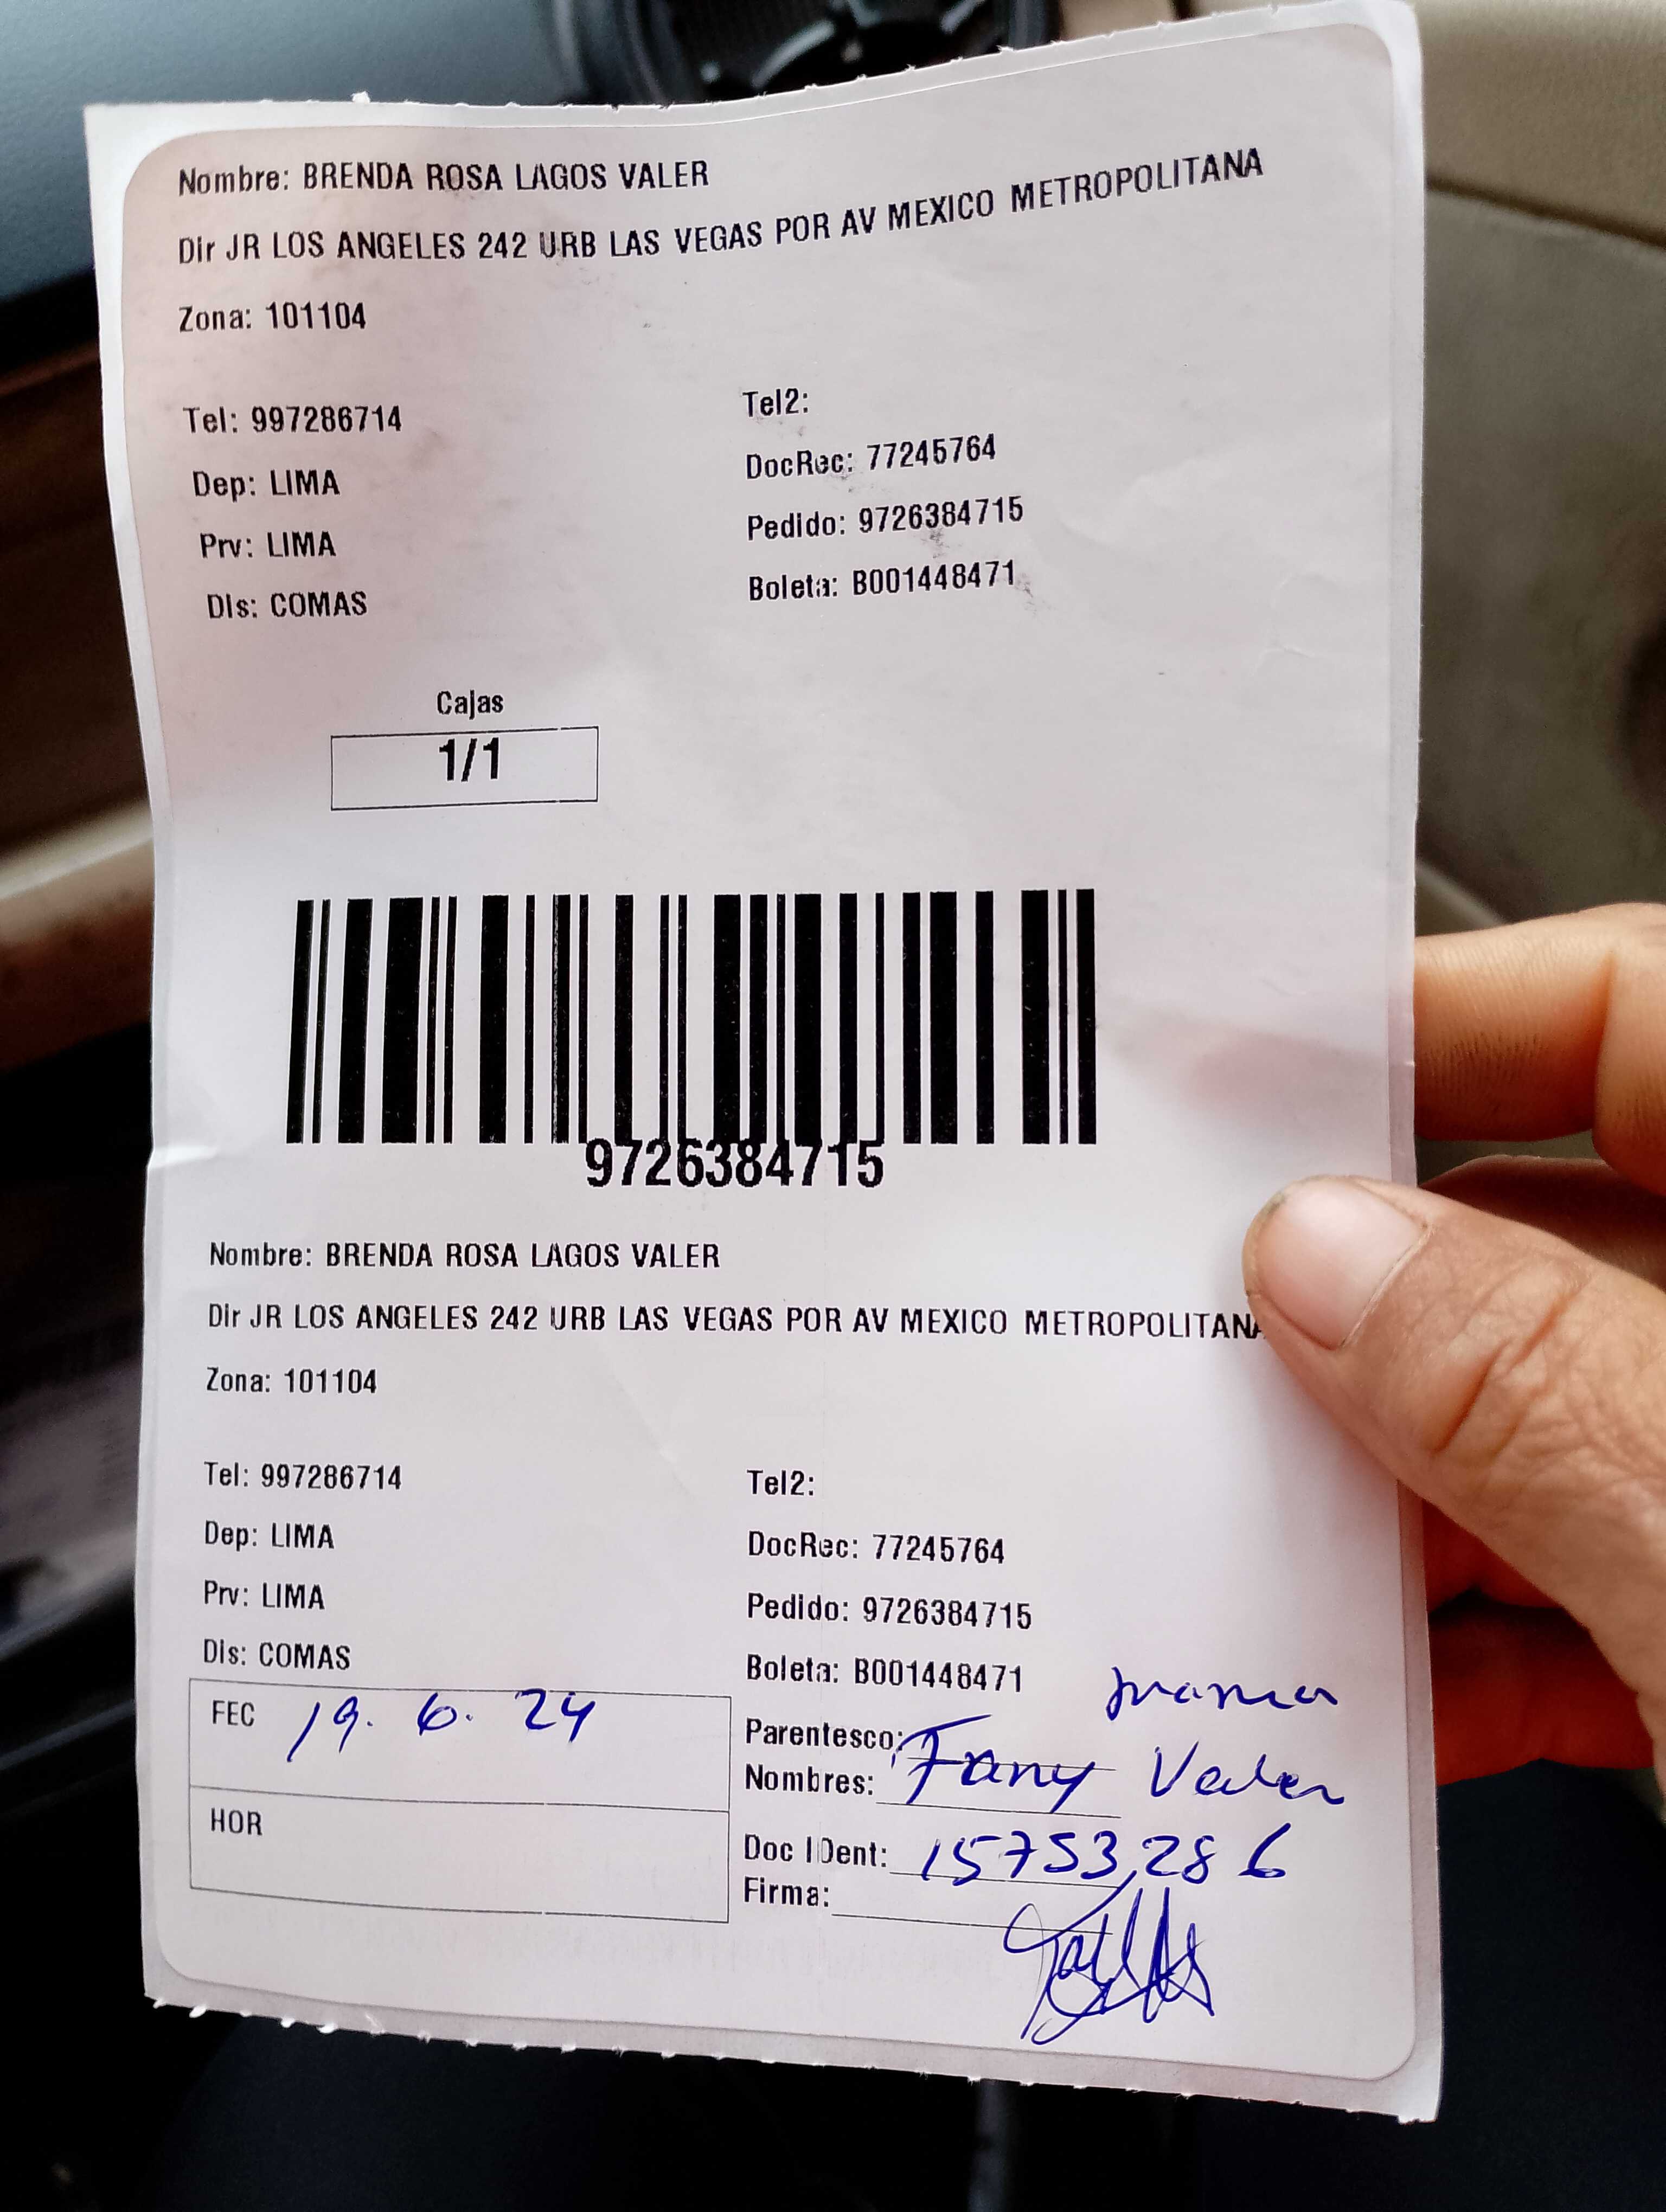 Nombre: BRENDA ROSA LAGOS VALER
Dir JR LOS ANGELES 242 URB LAS VEGAS POR AV MEXICO METROPOLITANA
Zona: 101104
Tel: 997286714
Tel2:
Dep: LIMA
DocRec: 77245764
Prv: LIMA
Pedido: 9726384715
Dis: COMAS
Boleta: B001448471
Cajas
1/1
9726384715
Nombre: BRENDA ROSA LAGOS VALER
Dir JR LOS ANGELES 242 URB LAS VEGAS POR AV MEXICO METROPOLITANA
Zona: 101104
Tel: 997286714
Tel2:
Dep: LIMA
DocRec: 77245764
Prv: LIMA
Pedido: 9726384715
Dis: COMAS
Boleta: B001448471
FEC 19. 6. 24
Parentesco: mama
Nombres: Fany Valer
HOR
Doc IDent: 15753286
Firma: